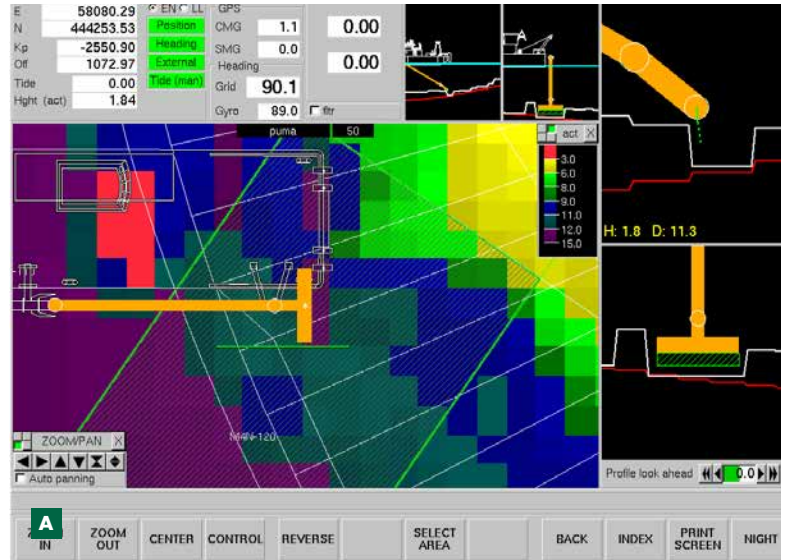 E 58080.29
N 444253.53
Kp -2550.90
Off 1072.97
Tide 0.00
Hght (act) 1.84
EN LL
Position
Heading
External
Tide (man)
GPS
CMG 1.1
SMG 0.0
Heading
Grid 90.1
Gyro 89.0 fltr
0.00
0.00
A
puma 50
act X
3.0
6.0
8.0
9.0
11.0
12.0
15.0
H: 1.8 D: 11.3
MAN-120
ZOOM/PAN X
Auto panning
Profile look ahead 0.0
A
IN
ZOOM
OUT
CENTER
CONTROL
REVERSE
SELECT
AREA
BACK
INDEX
PRINT
SCREEN
NIGHT